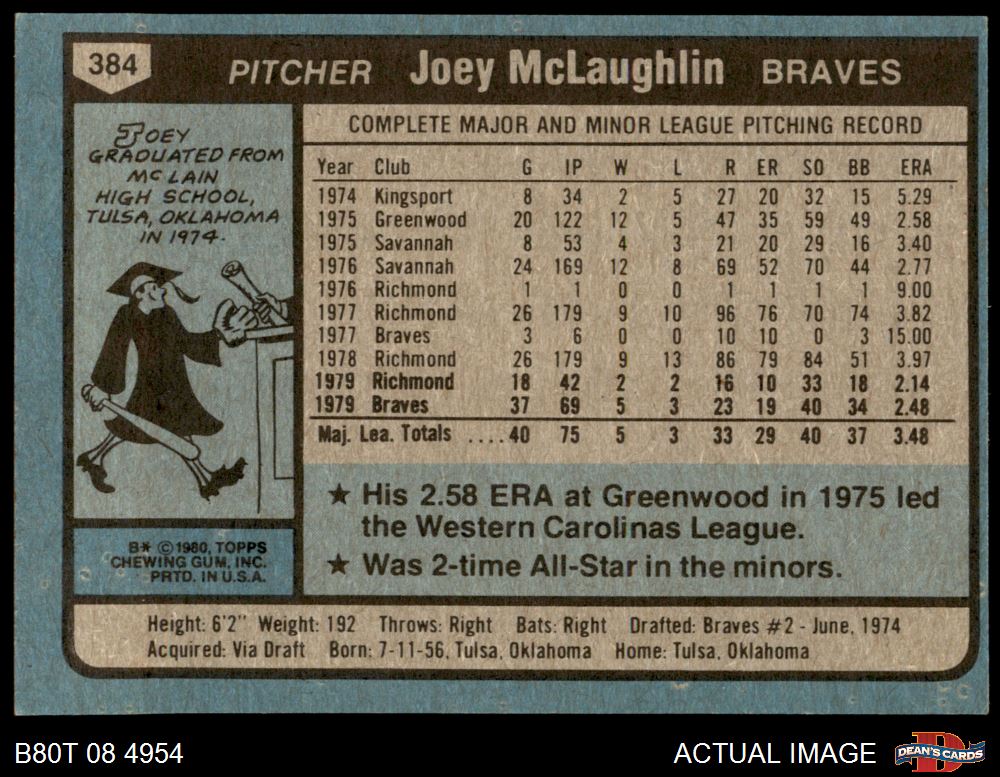 384 PITCHER Joey McLaughlin BRAVES
JOEY
GRADUATED FROM
McLAIN
HIGH SCHOOL,
TULSA, OKLAHOMA
IN 1974.
COMPLETE MAJOR AND MINOR LEAGUE PITCHING RECORD
Year Club G IP W L R ER SO BB ERA
1974 Kingsport 8 34 2 5 27 20 32 15 5.29
1975 Greenwood 20 122 12 5 47 35 59 49 2.58
1975 Savannah 8 53 4 3 21 20 29 16 3.40
1976 Savannah 24 169 12 8 69 52 70 44 2.77
1976 Richmond 1 1 0 0 1 1 1 1 9.00
1977 Richmond 26 179 9 10 96 76 70 74 3.82
1977 Braves 3 6 0 0 10 10 0 3 15.00
1978 Richmond 26 179 9 13 86 79 84 51 3.97
1979 Richmond 18 42 2 2 16 10 33 18 2.14
1979 Braves 37 69 5 3 23 19 40 34 2.48
Maj. Lea. Totals ....40 75 5 3 33 29 40 37 3.48
★ His 2.58 ERA at Greenwood in 1975 led
the Western Carolinas League.
★ Was 2-time All-Star in the minors.
B* © 1980, TOPPS
CHEWING GUM, INC.
PRTD. IN U.S.A.
Height: 6'2" Weight: 192 Throws: Right Bats: Right Drafted: Braves #2 - June, 1974
Acquired: Via Draft Born: 7-11-56, Tulsa, Oklahoma Home: Tulsa, Oklahoma
B80T 08 4954 ACTUAL IMAGE DEAN'S CARDS